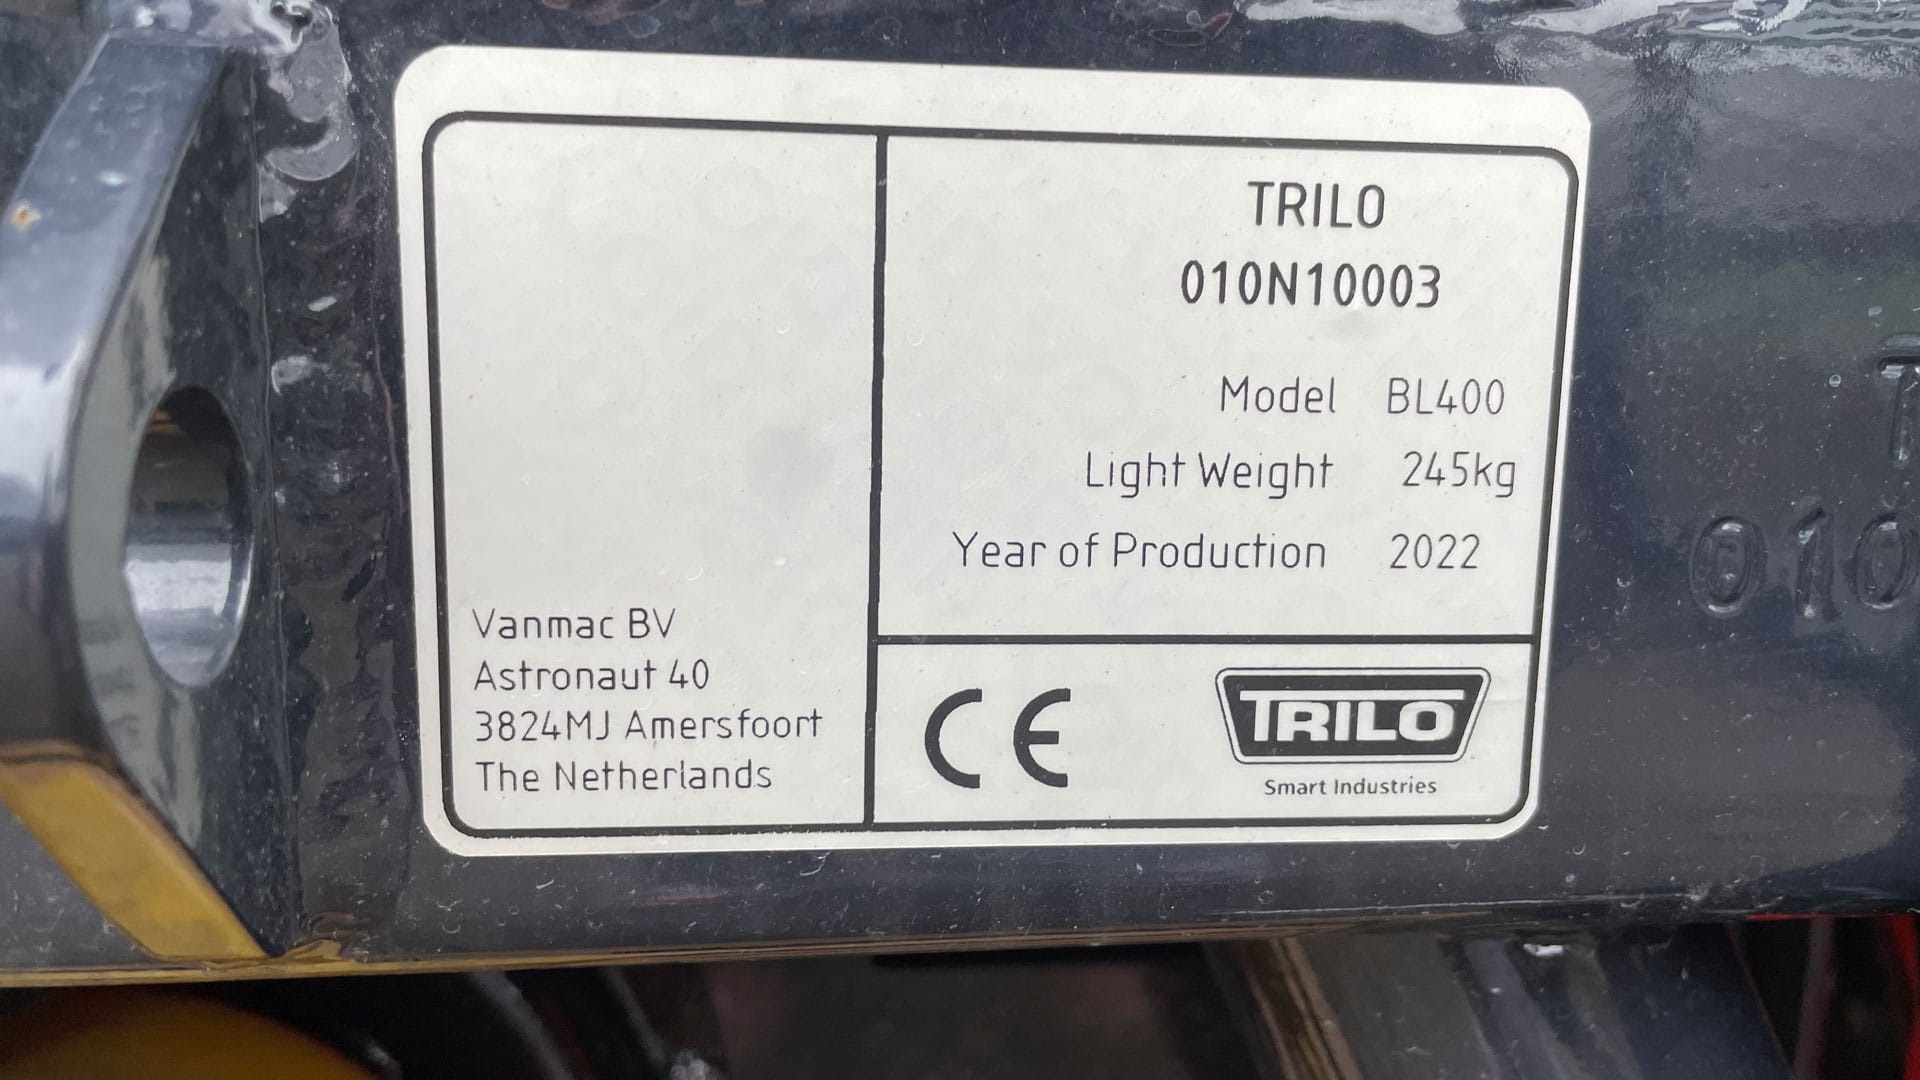 TRILO
010N10003
Model BL400
Light Weight 245kg
Year of Production 2022
Vanmac BV
Astronaut 40
3824MJ Amersfoort
The Netherlands
CE
TRILO
Smart Industries
T
010